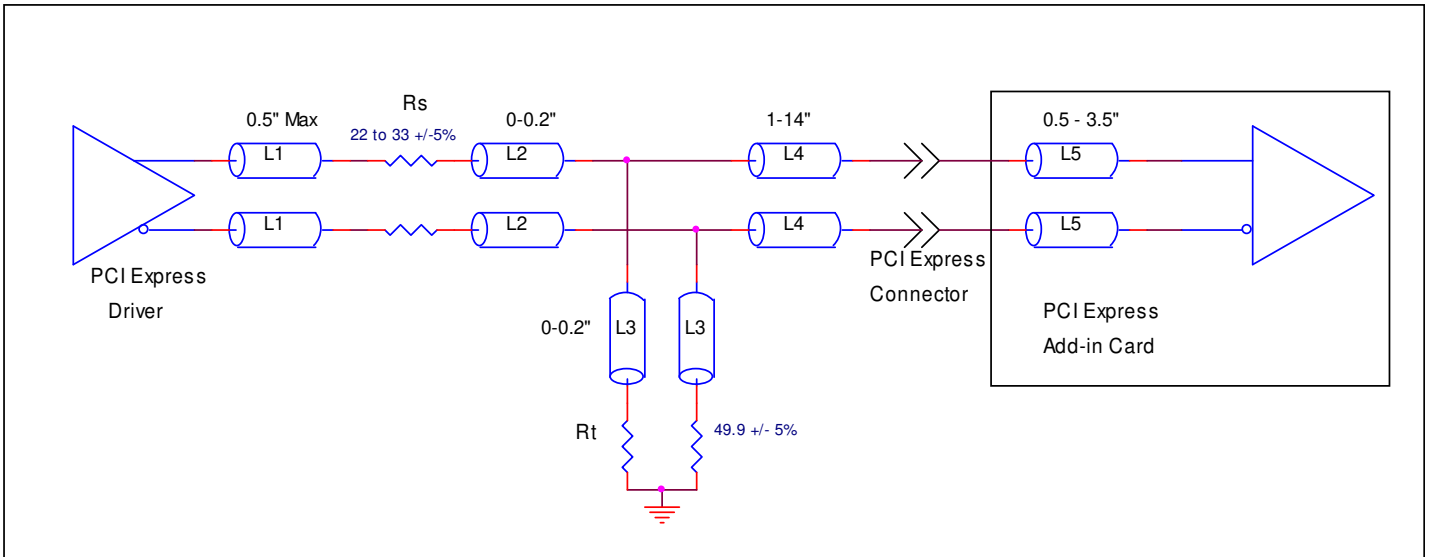 Rs
0.5" Max
22 to 33 +/-5%
0-0.2"
1-14"
0.5 - 3.5"
L1
L2
L4
L5
L1
L2
L4
L5
PCI Express
Driver
PCI Express
Connector
0-0.2"
L3
L3
PCI Express
Add-in Card
Rt
49.9 +/- 5%